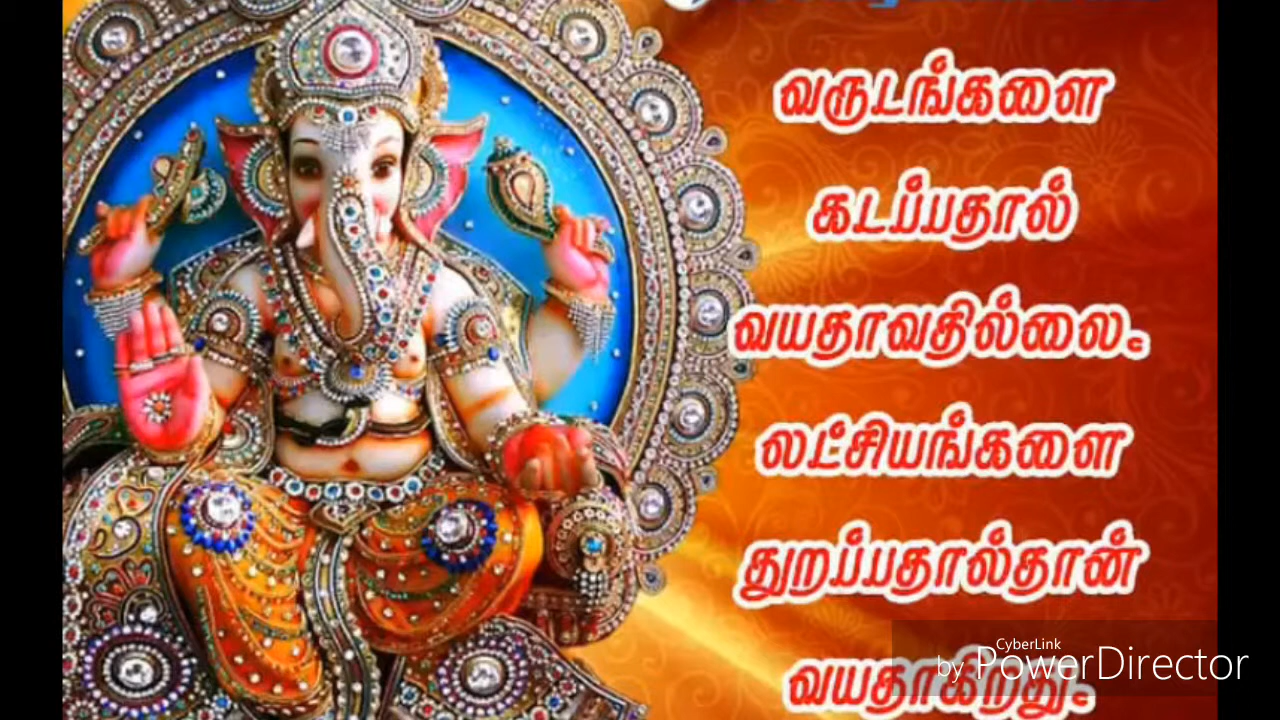 வருடங்களை
கடப்பதால்
வயதாவதில்லை.
லட்சியங்களை
துறப்பதால்தான்
வயதாகிறது.
CyberLink
by PowerDirector